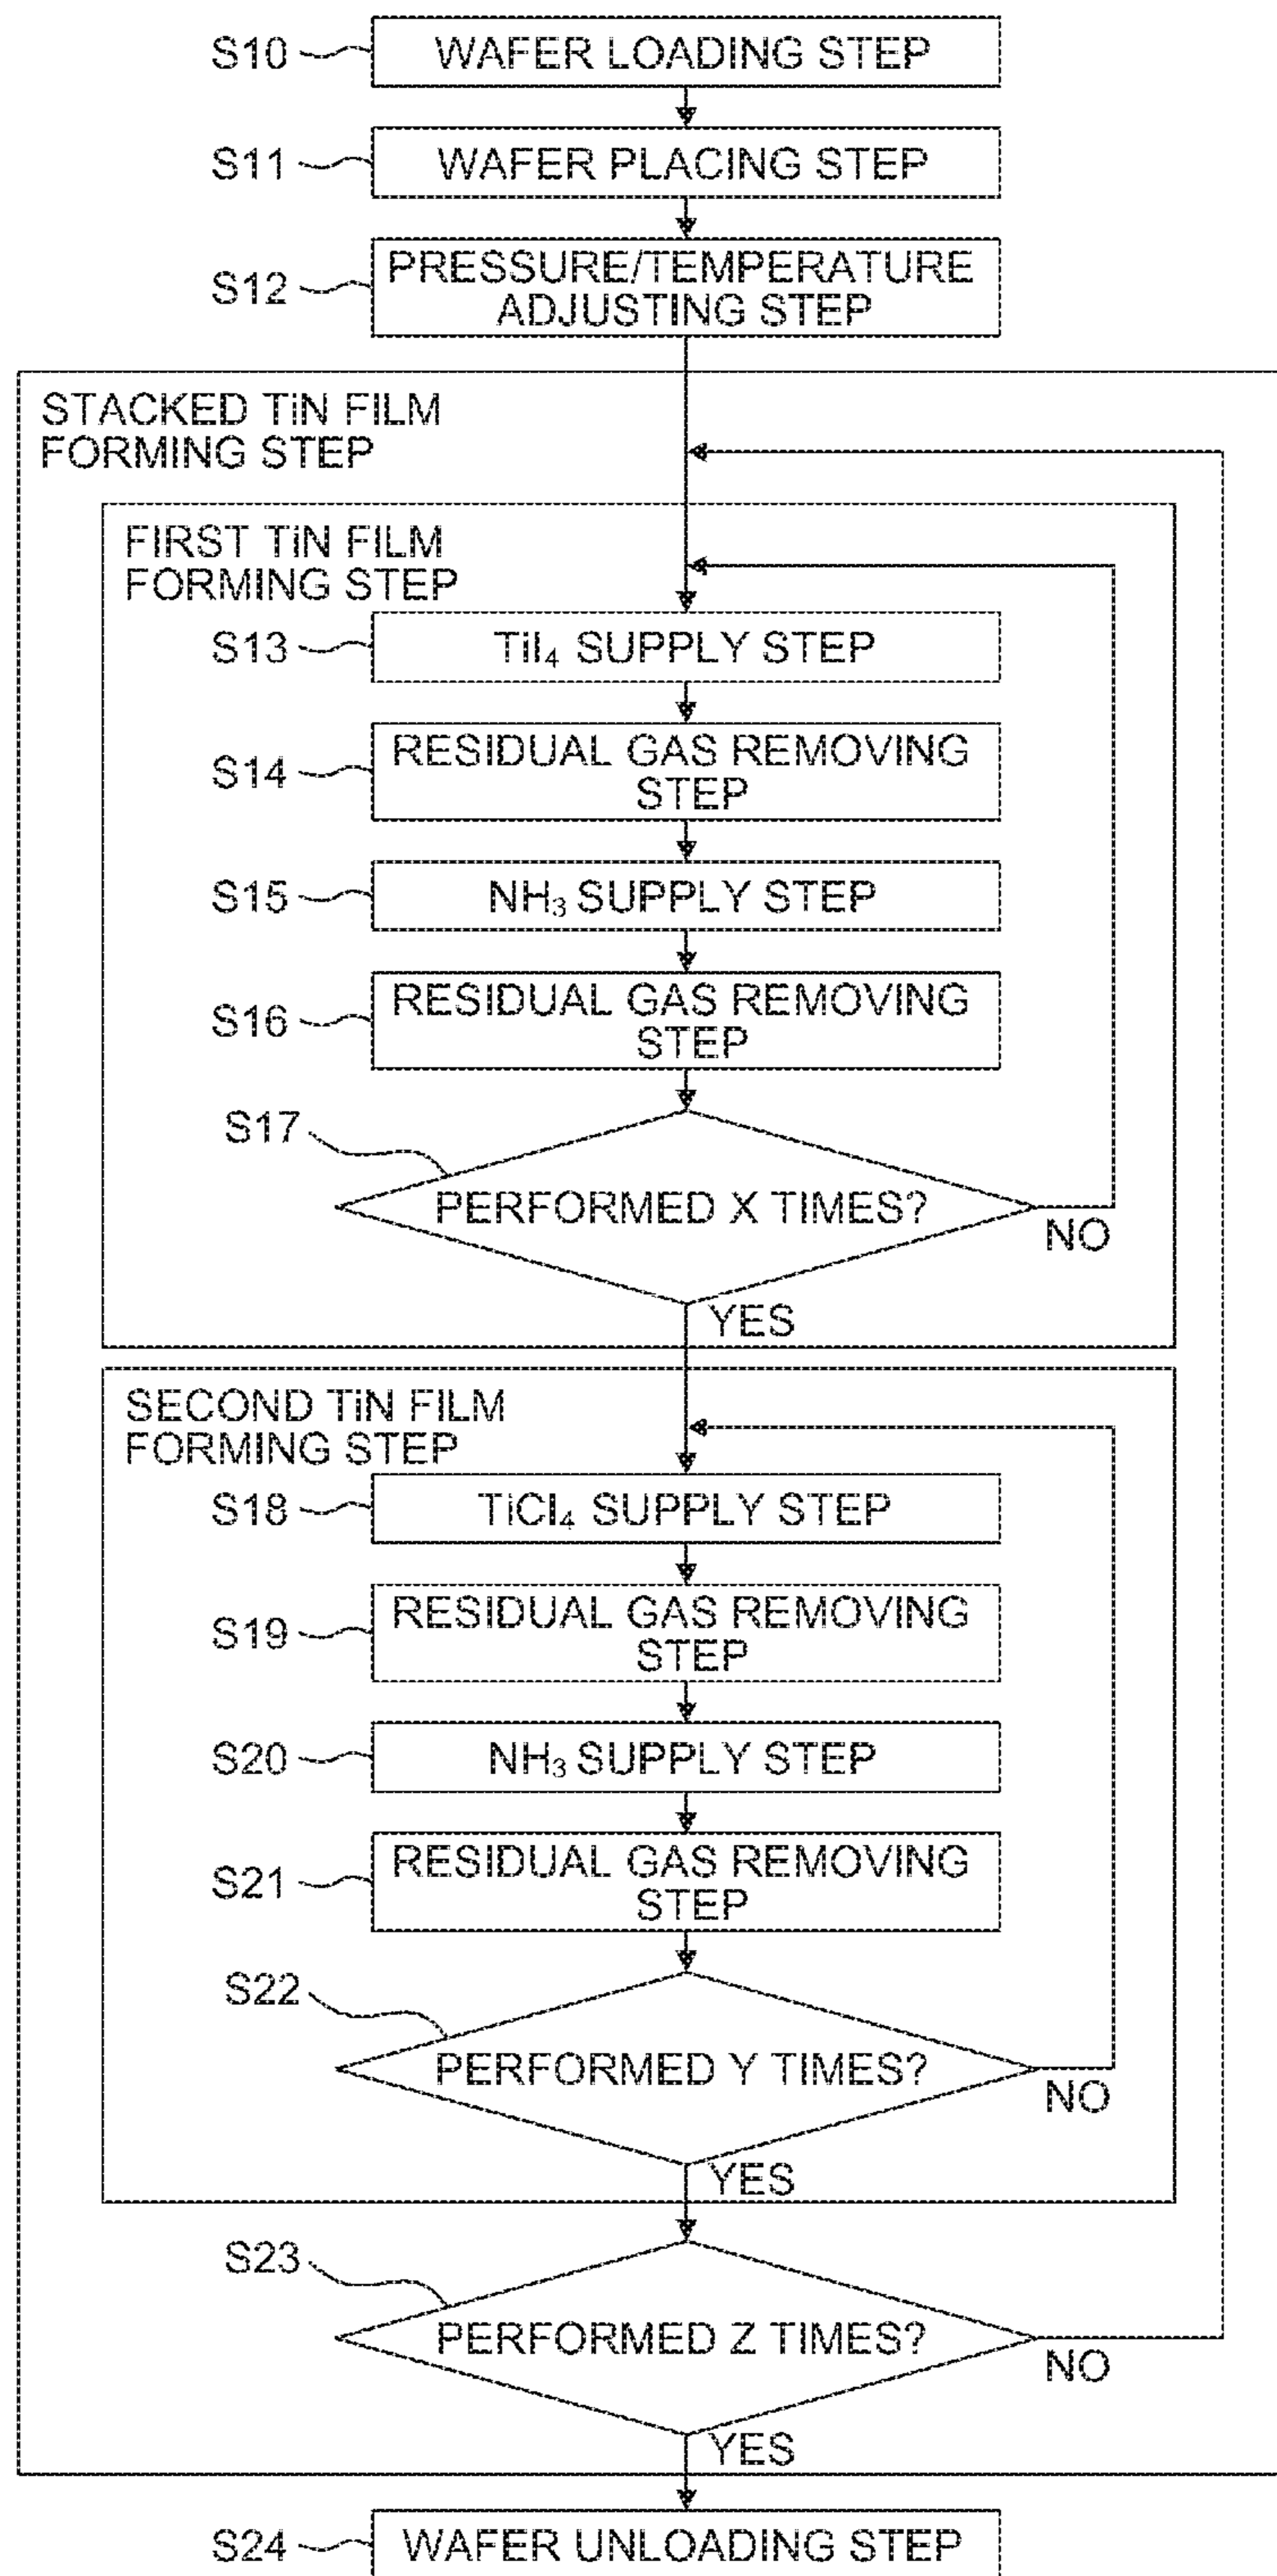 S10
WAFER LOADING STEP
S11
WAFER PLACING STEP
S12
PRESSURE/TEMPERATURE
ADJUSTING STEP
STACKED TiN FILM
FORMING STEP
FIRST TiN FILM
FORMING STEP
S13
TiI₄ SUPPLY STEP
S14
RESIDUAL GAS REMOVING
STEP
S15
NH₃ SUPPLY STEP
S16
RESIDUAL GAS REMOVING
STEP
S17
PERFORMED X TIMES?
NO
YES
SECOND TiN FILM
FORMING STEP
S18
TiCl₄ SUPPLY STEP
S19
RESIDUAL GAS REMOVING
STEP
S20
NH₃ SUPPLY STEP
S21
RESIDUAL GAS REMOVING
STEP
S22
PERFORMED Y TIMES?
NO
YES
S23
PERFORMED Z TIMES?
NO
YES
S24
WAFER UNLOADING STEP